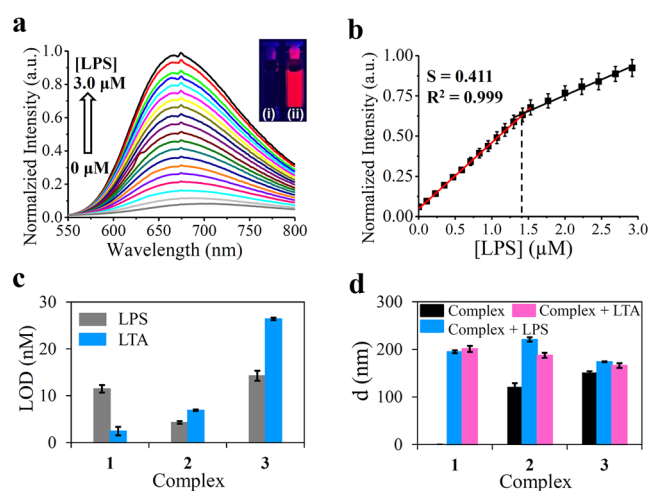 a
Normalizied Intensity (a.u.)
1.0
0.8
0.6
0.4
0.2
0.0
[LPS]
3.0 µM
0 µM
(i) (ii)
550 600 650 700 750 800
Wavelength (nm)
b
Normalized Intensity (a.u.)
1.00
0.75
0.50
0.25
0.00
S = 0.411
R² = 0.999
0.0 0.5 1.0 1.5 2.0 2.5 3.0
[LPS] (µM)
c
LOD (nM)
30
20
10
0
LPS
LTA
1 2 3
Complex
d
d (nm)
300
200
100
0
Complex Complex + LTA
Complex + LPS
1 2 3
Complex